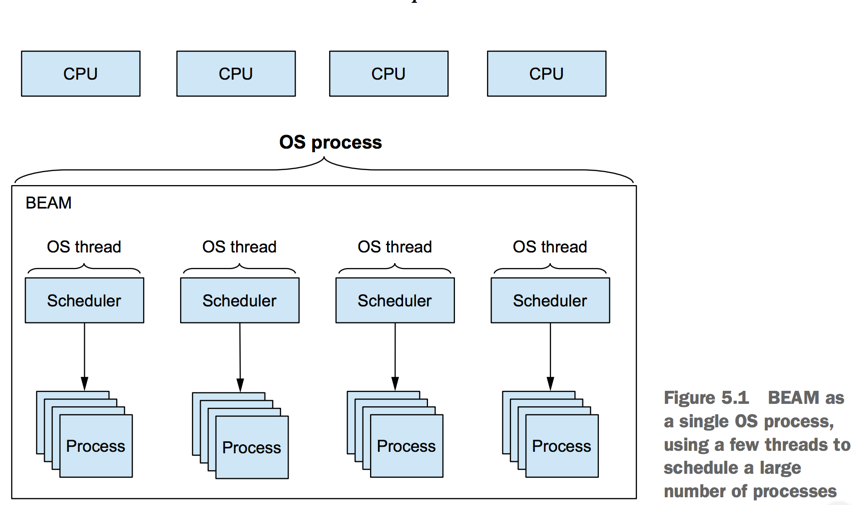 CPU CPU CPU CPU
OS process
BEAM
OS thread OS thread OS thread OS thread
Scheduler Scheduler Scheduler Scheduler
Process Process Process Process
Figure 5.1 BEAM as
a single OS process,
using a few threads to
schedule a large
number of processes